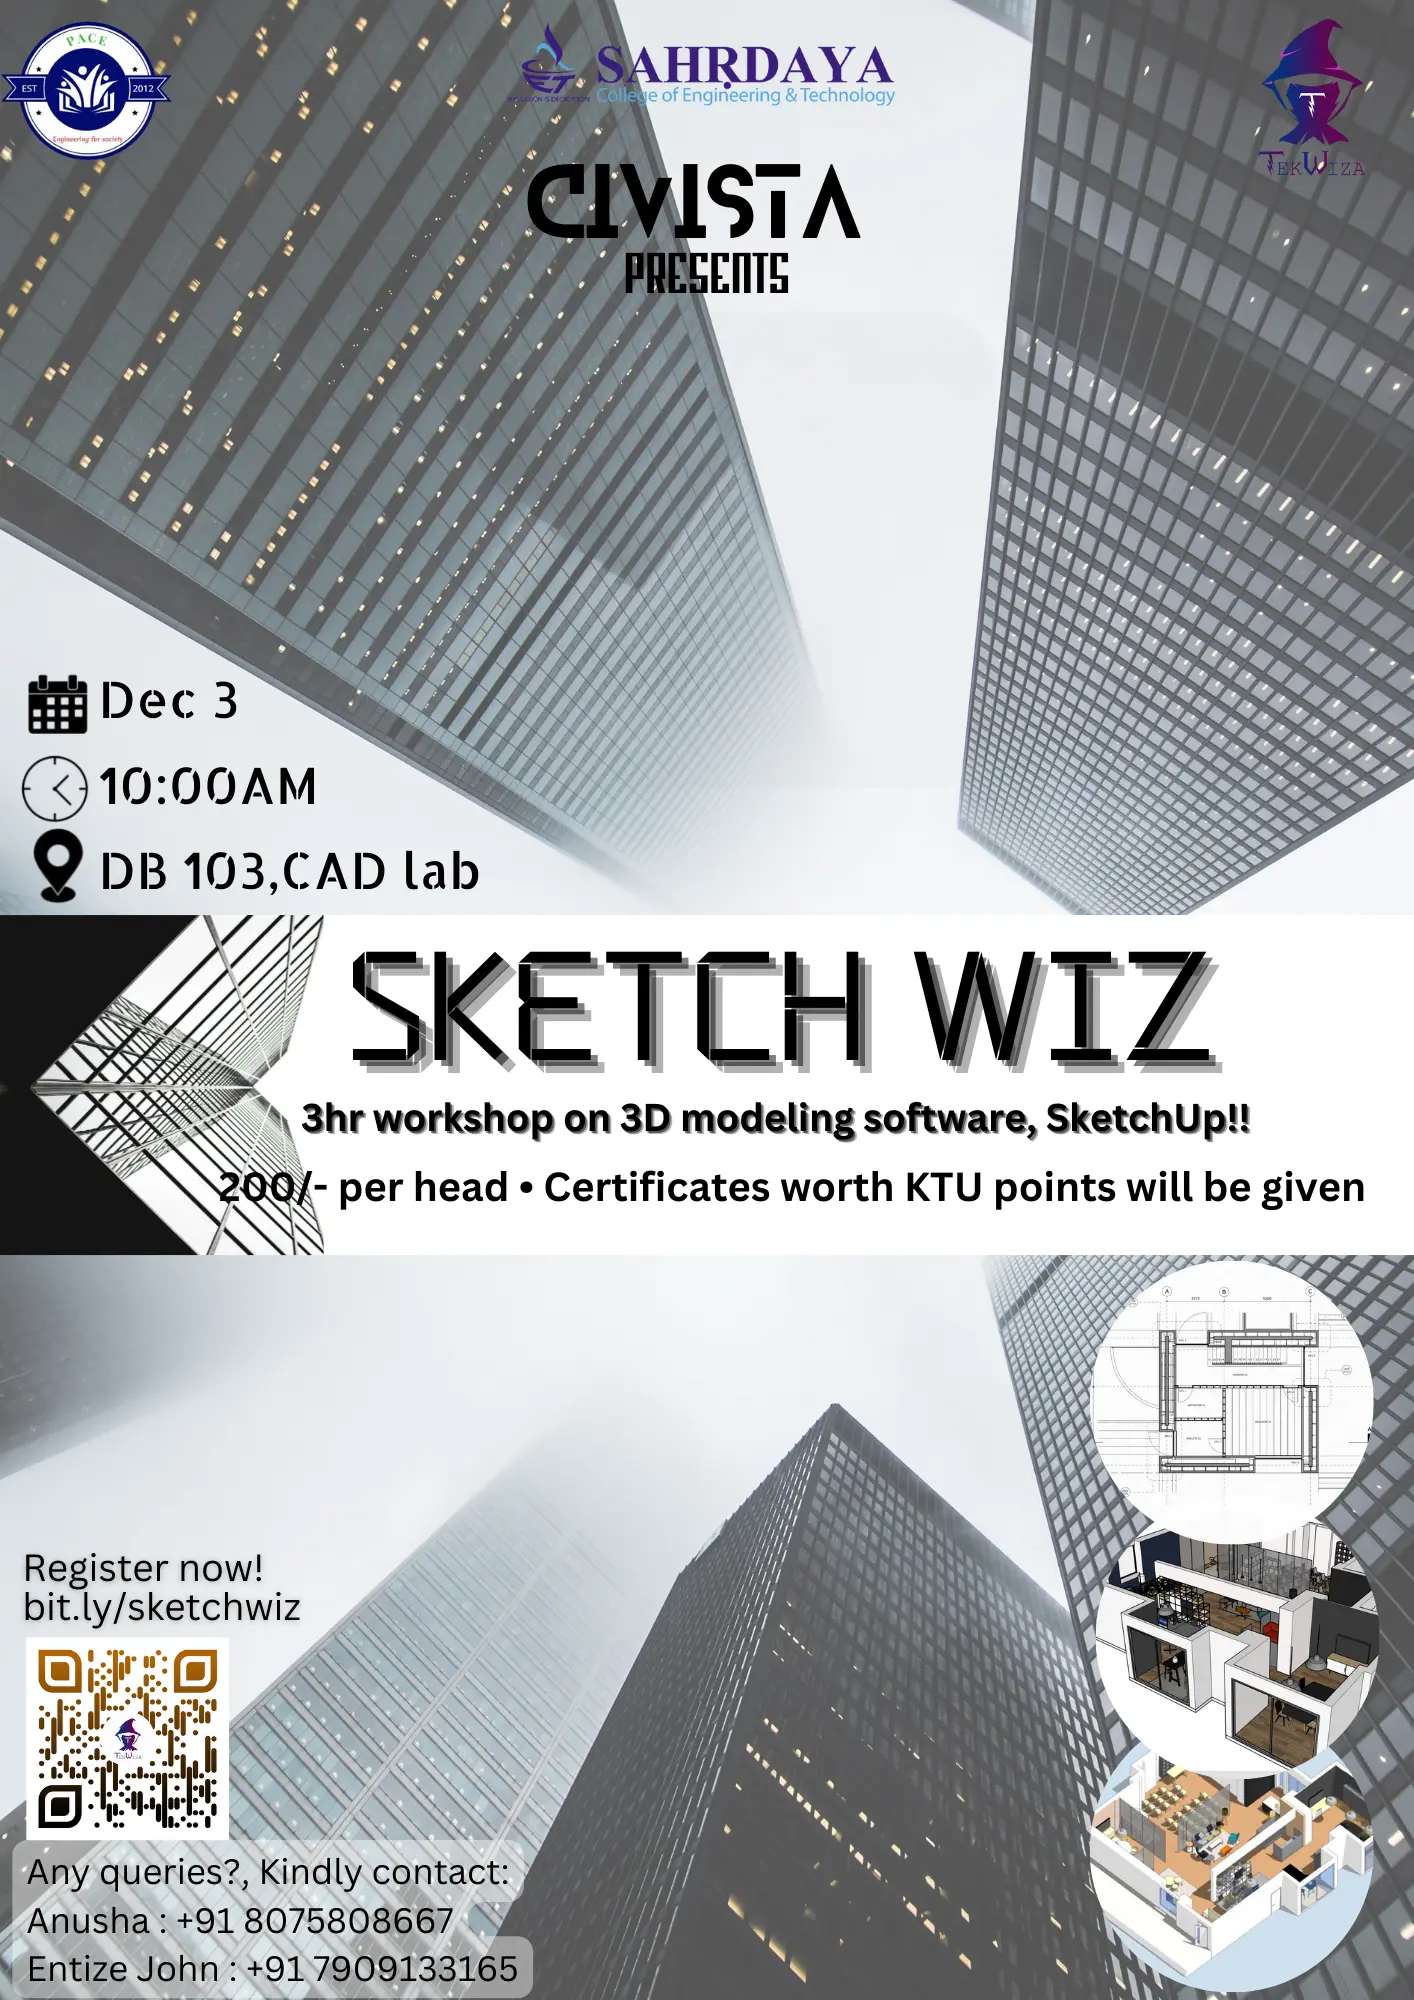 PACE
EST
2012
Engineering for society
SAHRDAYA
College of Engineering & Technology
TEKWIZA
CIVISTA
PRESENTS
Dec 3
10:00AM
DB 103,CAD lab
SKETCH WIZ
3hr workshop on 3D modeling software, SketchUp!!
200/- per head • Certificates worth KTU points will be given
A
B
C
Register now!
bit.ly/sketchwiz
TEKWIZA
Any queries?, Kindly contact:
Anusha : +91 8075808667
Entize John : +91 7909133165